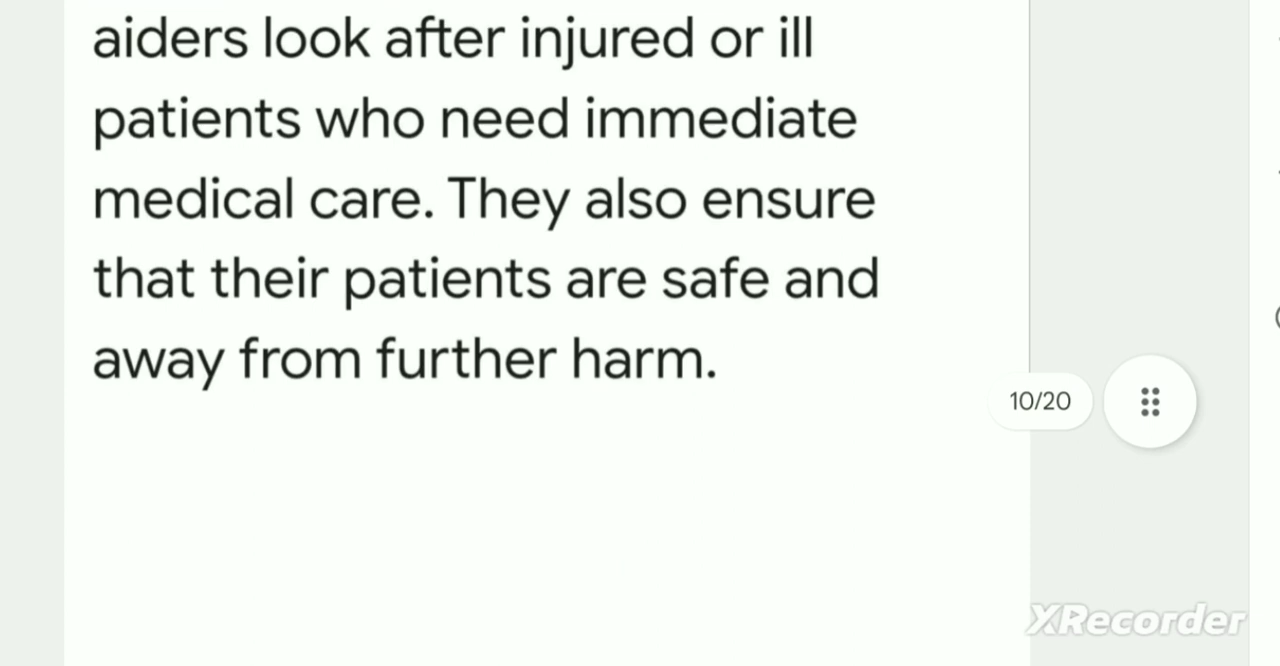 aiders look after injured or ill
patients who need immediate
medical care. They also ensure
that their patients are safe and
away from further harm.
10/20
XRecorder